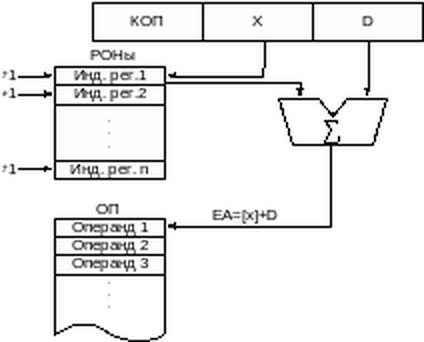 КОП X D
РОНы
+1 Инд. рег.1
+1 Инд. рег.2
+1 Инд. рег. n
Σ
ОП
EA=[x]+D
Операнд 1
Операнд 2
Операнд 3